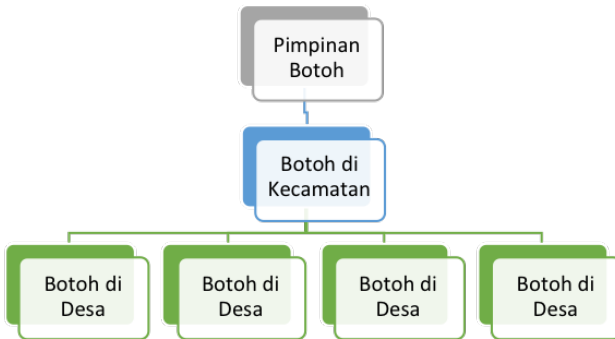 Pimpinan
Botoh
Botoh di
Kecamatan
Botoh di
Desa
Botoh di
Desa
Botoh di
Desa
Botoh di
Desa